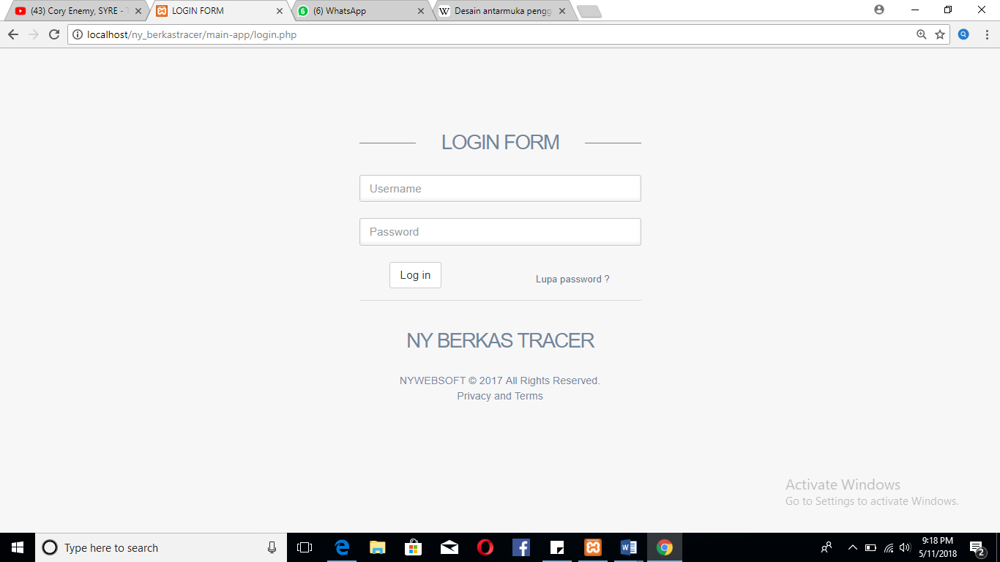 (43) Cory Enemy, SYRE - T
LOGIN FORM
6
(6) WhatsApp
W
Desain antarmuka pengg
localhost/ny_berkastracer/main-app/login.php
LOGIN FORM
Username
Password
Log in
Lupa password ?
NY BERKAS TRACER
NYWEBSOFT © 2017 All Rights Reserved.
Privacy and Terms
Activate Windows
Go to Settings to activate Windows.
Type here to search
9:18 PM
5/11/2018
2